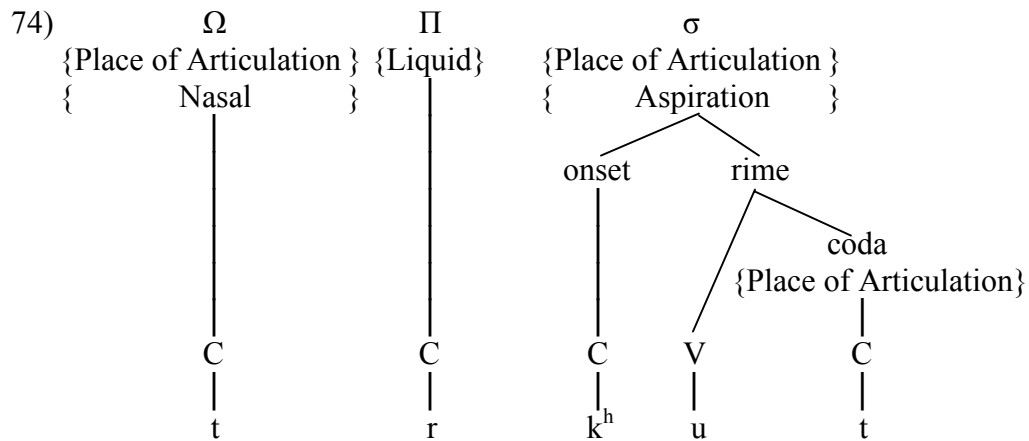 74) Ω Π σ
{Place of Articulation } {Liquid} {Place of Articulation }
{ Nasal } { Aspiration }
onset rime
coda
{Place of Articulation}
C C C V C
t r kʰ u t